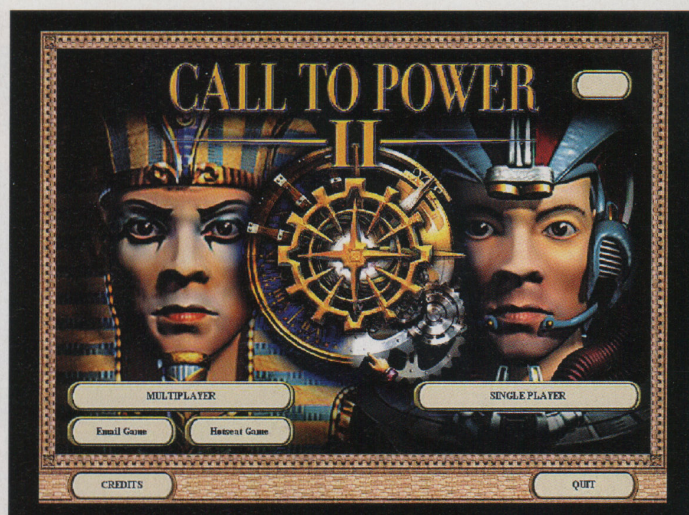 CALL TO POWER
II
MULTIPLAYER
SINGLE PLAYER
Email Game
Hotseat Game
CREDITS
QUIT